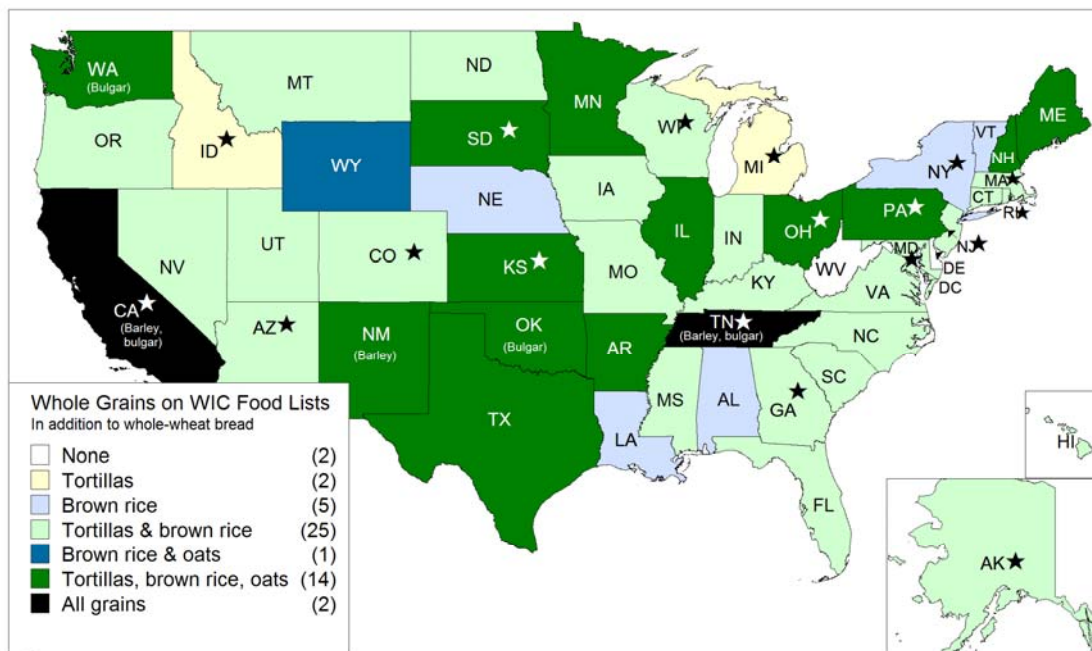 WA
(Bulgar)
MT
ND
MN
ME
OR
ID
WY
SD
WI
MI
NY
VT
NH
MA
CT
RI
NE
IA
PA
NJ
NV
UT
CO
KS
MO
IL
IN
OH
WV
MD
DE
DC
KY
VA
CA
(Barley,
bulgar)
AZ
NM
(Barley)
OK
(Bulgar)
AR
TN
(Barley, bulgar)
NC
SC
TX
LA
MS
AL
GA
FL
HI
AK
Whole Grains on WIC Food Lists
In addition to whole-wheat bread
None (2)
Tortillas (2)
Brown rice (5)
Tortillas & brown rice (25)
Brown rice & oats (1)
Tortillas, brown rice, oats (14)
All grains (2)